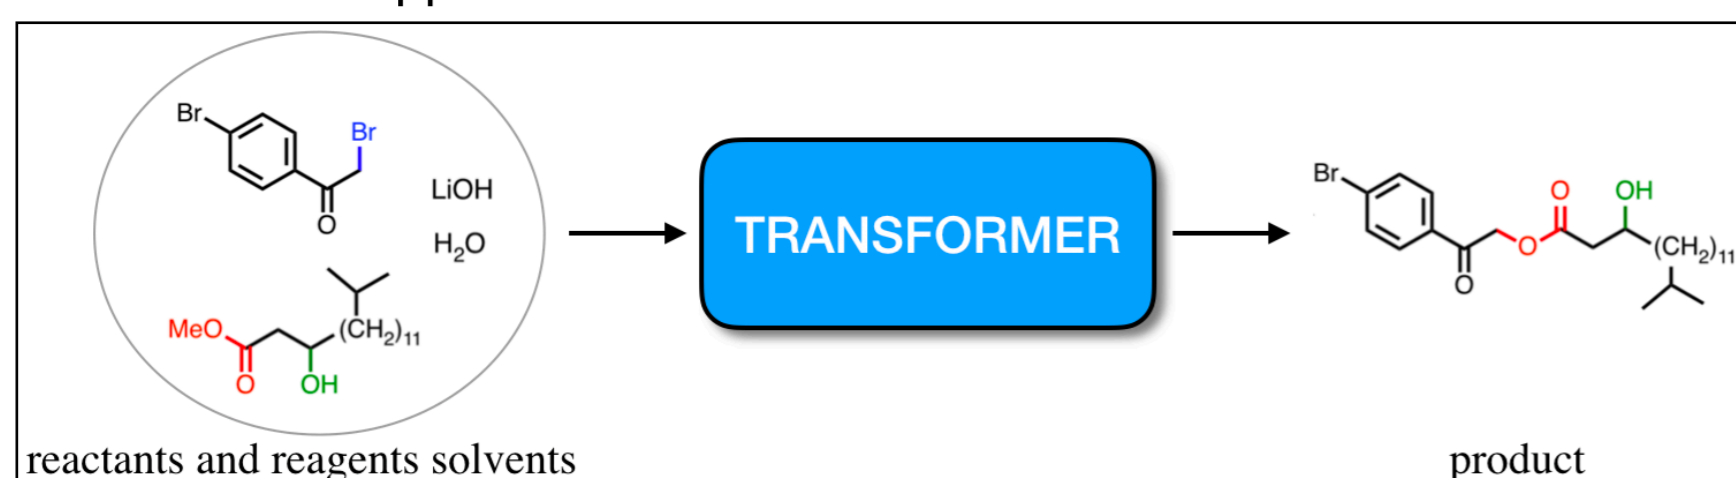 Br
Br
LiOH
O
H₂O
MeO
(CH₂)₁₁
O
OH
TRANSFORMER
Br
O
OH
O
(CH₂)₁₁
O
reactants and reagents solvents
product